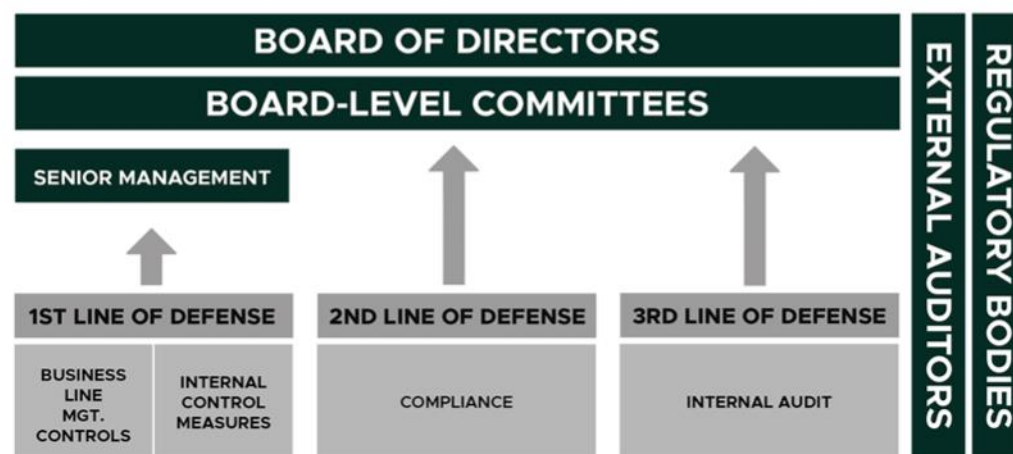 BOARD OF DIRECTORS
BOARD-LEVEL COMMITTEES
SENIOR MANAGEMENT
1ST LINE OF DEFENSE
BUSINESS
LINE
MGT.
CONTROLS
INTERNAL
CONTROL
MEASURES
2ND LINE OF DEFENSE
COMPLIANCE
3RD LINE OF DEFENSE
INTERNAL AUDIT
EXTERNAL AUDITORS
REGULATORY BODIES